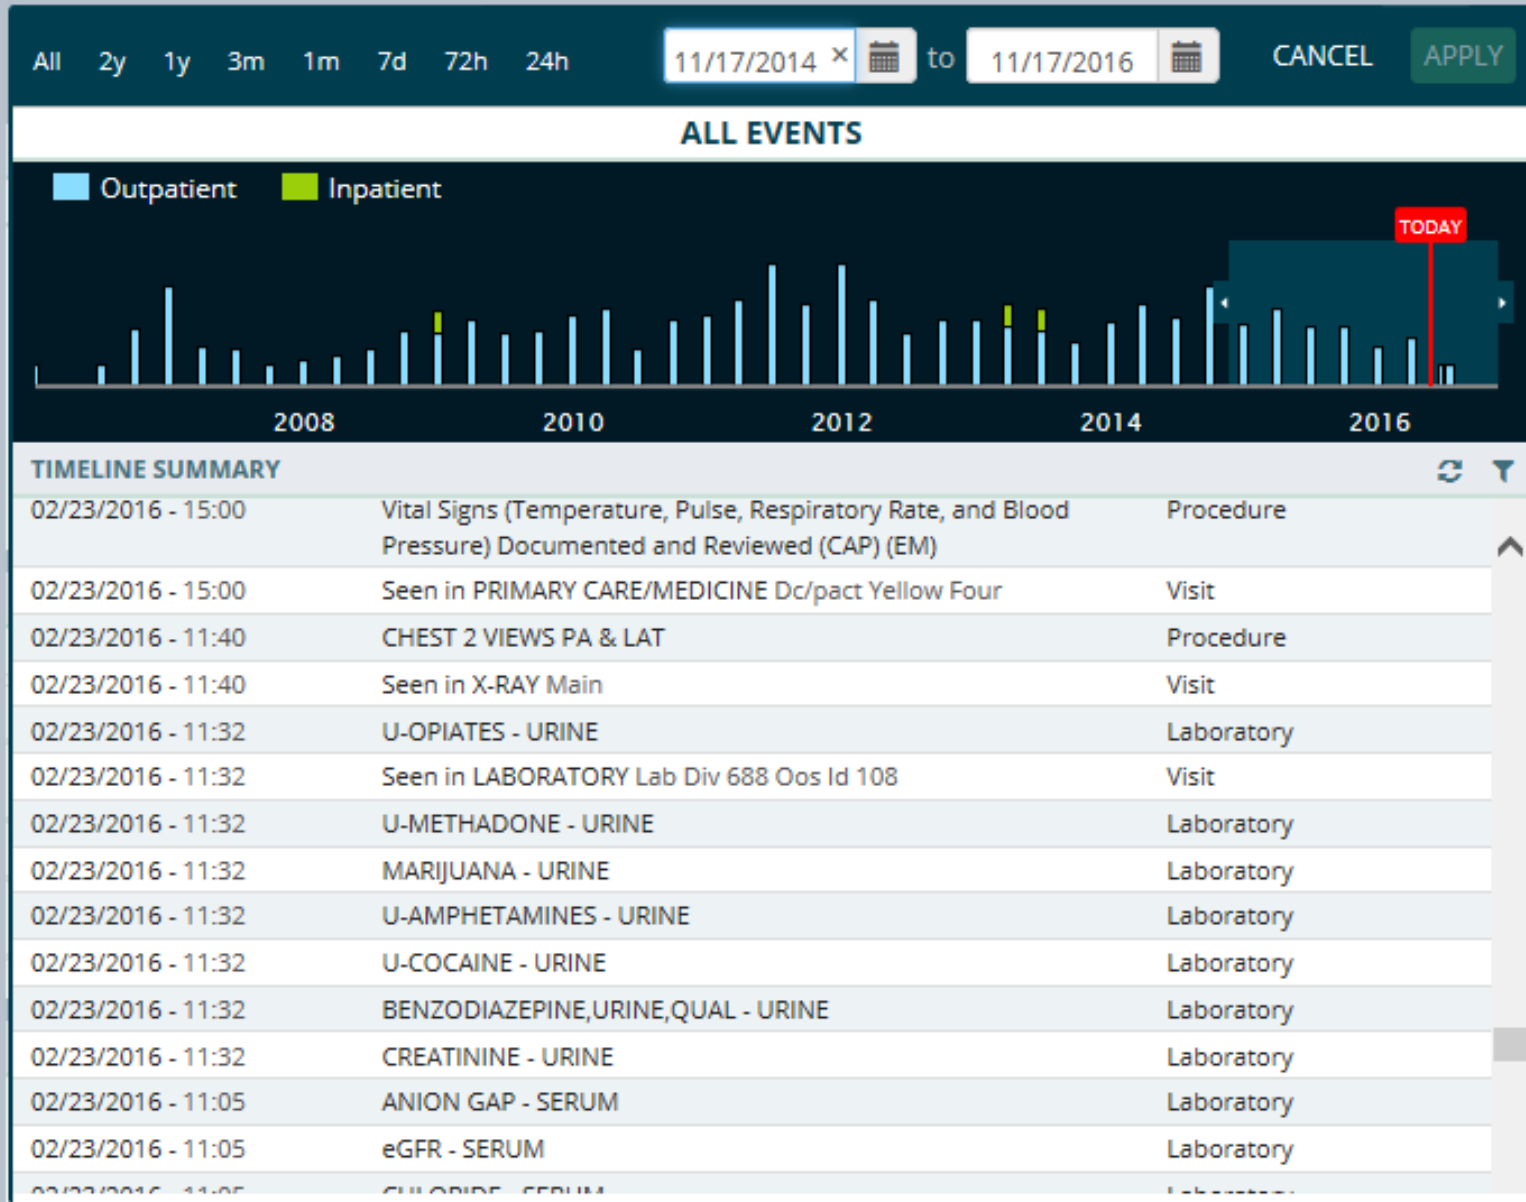 All 2y 1y 3m 1m 7d 72h 24h 11/17/2014 × to 11/17/2016 CANCEL APPLY
ALL EVENTS
Outpatient Inpatient
TODAY
2008 2010 2012 2014 2016
TIMELINE SUMMARY
02/23/2016 - 15:00 Vital Signs (Temperature, Pulse, Respiratory Rate, and Blood Procedure
Pressure) Documented and Reviewed (CAP) (EM)
02/23/2016 - 15:00 Seen in PRIMARY CARE/MEDICINE Dc/pact Yellow Four Visit
02/23/2016 - 11:40 CHEST 2 VIEWS PA & LAT Procedure
02/23/2016 - 11:40 Seen in X-RAY Main Visit
02/23/2016 - 11:32 U-OPIATES - URINE Laboratory
02/23/2016 - 11:32 Seen in LABORATORY Lab Div 688 Oos Id 108 Visit
02/23/2016 - 11:32 U-METHADONE - URINE Laboratory
02/23/2016 - 11:32 MARIJUANA - URINE Laboratory
02/23/2016 - 11:32 U-AMPHETAMINES - URINE Laboratory
02/23/2016 - 11:32 U-COCAINE - URINE Laboratory
02/23/2016 - 11:32 BENZODIAZEPINE,URINE,QUAL - URINE Laboratory
02/23/2016 - 11:32 CREATININE - URINE Laboratory
02/23/2016 - 11:05 ANION GAP - SERUM Laboratory
02/23/2016 - 11:05 eGFR - SERUM Laboratory
02/23/2016 - 11:05 CHLORIDE - SERUM Laboratory